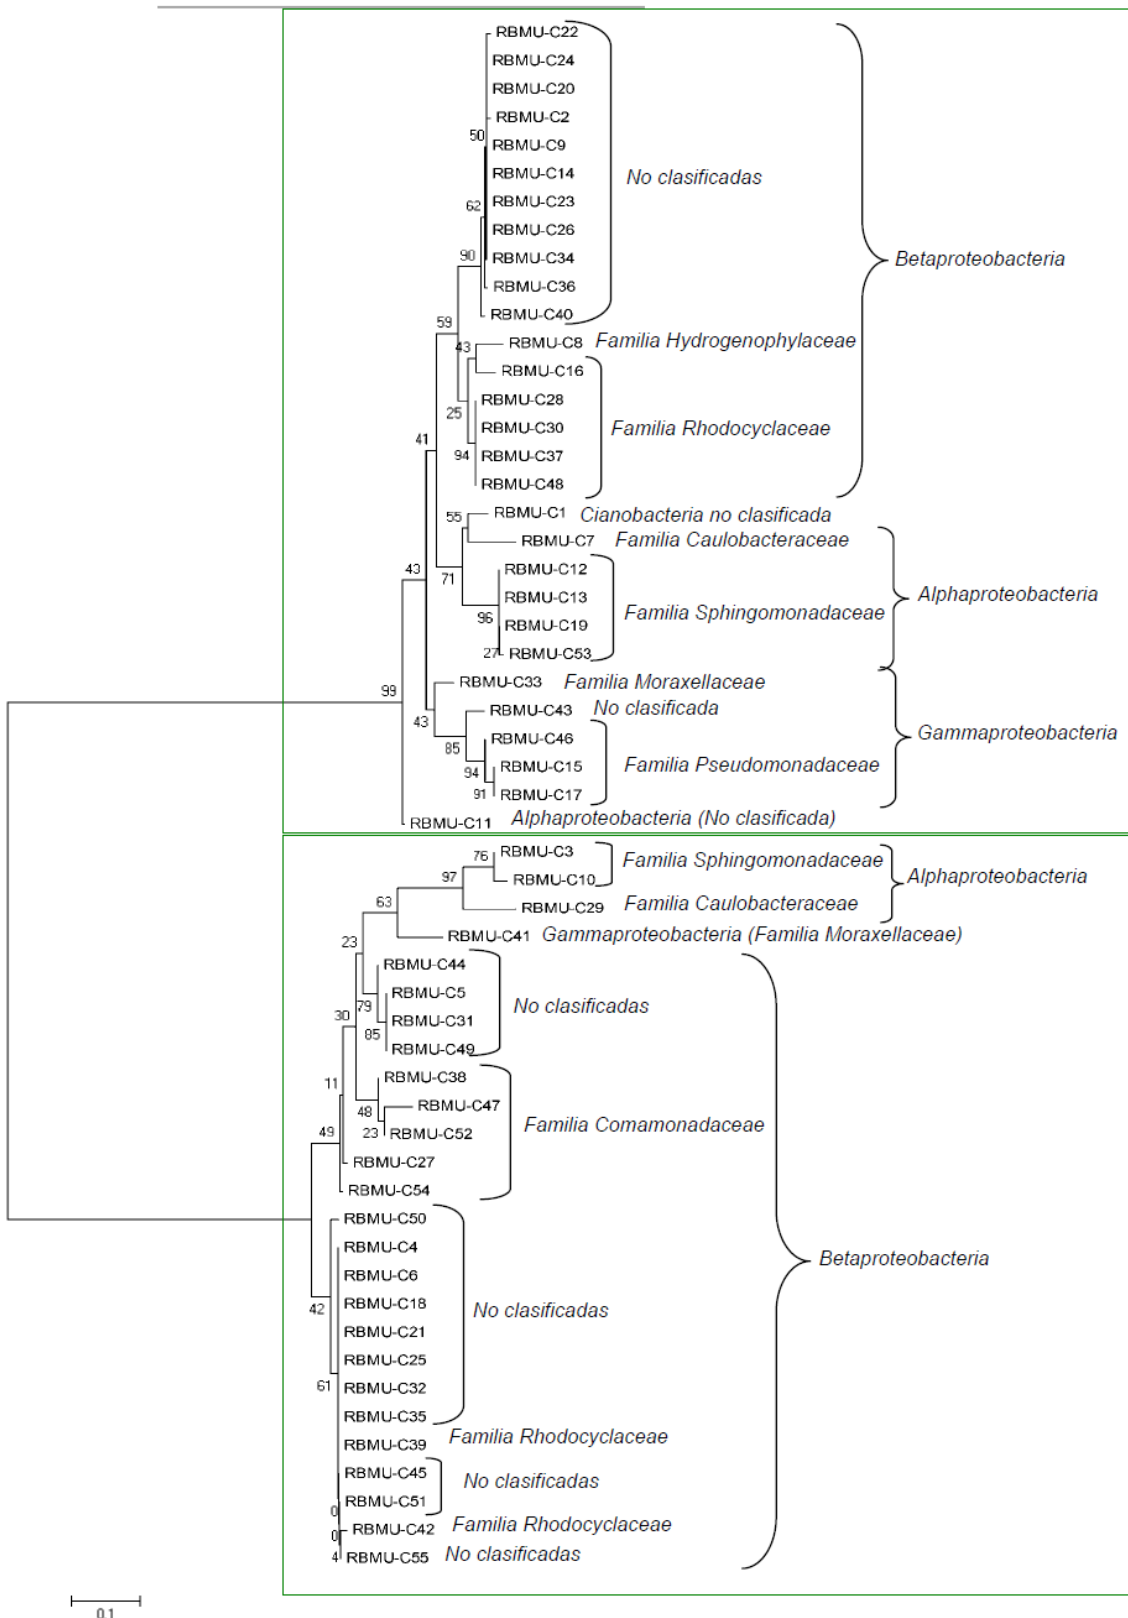 RBMU-C22
RBMU-C24
RBMU-C20
RBMU-C2
50
RBMU-C9
RBMU-C14
No clasificadas
RBMU-C23
62
RBMU-C26
90
RBMU-C34
Betaproteobacteria
RBMU-C36
RBMU-C40
59
43
RBMU-C8 Familia Hydrogenophylaceae
RBMU-C16
RBMU-C28
25
RBMU-C30 Familia Rhodocyclaceae
41
94
RBMU-C37
RBMU-C48
55
RBMU-C1 Cianobacteria no clasificada
RBMU-C7 Familia Caulobacteraceae
43
71
RBMU-C12
RBMU-C13
Alphaproteobacteria
96
RBMU-C19
Familia Sphingomonadaceae
27
RBMU-C53
RBMU-C33 Familia Moraxellaceae
99
43
RBMU-C43 No clasificada
85
RBMU-C46
Gammaproteobacteria
94
RBMU-C15 Familia Pseudomonadaceae
91
RBMU-C17
RBMU-C11 Alphaproteobacteria (No clasificada)
76
RBMU-C3
Familia Sphingomonadaceae
97
RBMU-C10
Alphaproteobacteria
63
RBMU-C29 Familia Caulobacteraceae
23
RBMU-C41 Gammaproteobacteria (Familia Moraxellaceae)
RBMU-C44
RBMU-C5
No clasificadas
79
30
RBMU-C31
85
RBMU-C49
11
RBMU-C38
48
RBMU-C47
Familia Comamonadaceae
49
23
RBMU-C52
RBMU-C27
RBMU-C54
RBMU-C50
RBMU-C4
Betaproteobacteria
RBMU-C6
42
RBMU-C18
No clasificadas
RBMU-C21
RBMU-C25
61
RBMU-C32
RBMU-C35
RBMU-C39 Familia Rhodocyclaceae
RBMU-C45
No clasificadas
0
RBMU-C51
0
RBMU-C42 Familia Rhodocyclaceae
4
RBMU-C55 No clasificadas
0.1